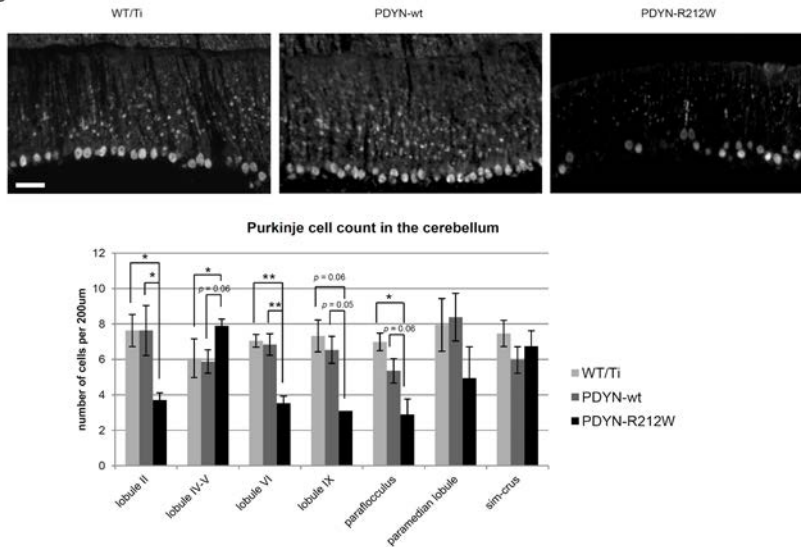 WT/Ti PDYN-wt PDYN-R212W
Purkinje cell count in the cerebellum
number of cells per 200um
12
10
8
6
4
2
0
* * * p = 0.06 ** ** p = 0.06 p = 0.05 * p = 0.06
lobule II lobule IV-V lobule VI lobule IX paraflocculus paramedian lobule sim-crus
WT/Ti
PDYN-wt
PDYN-R212W